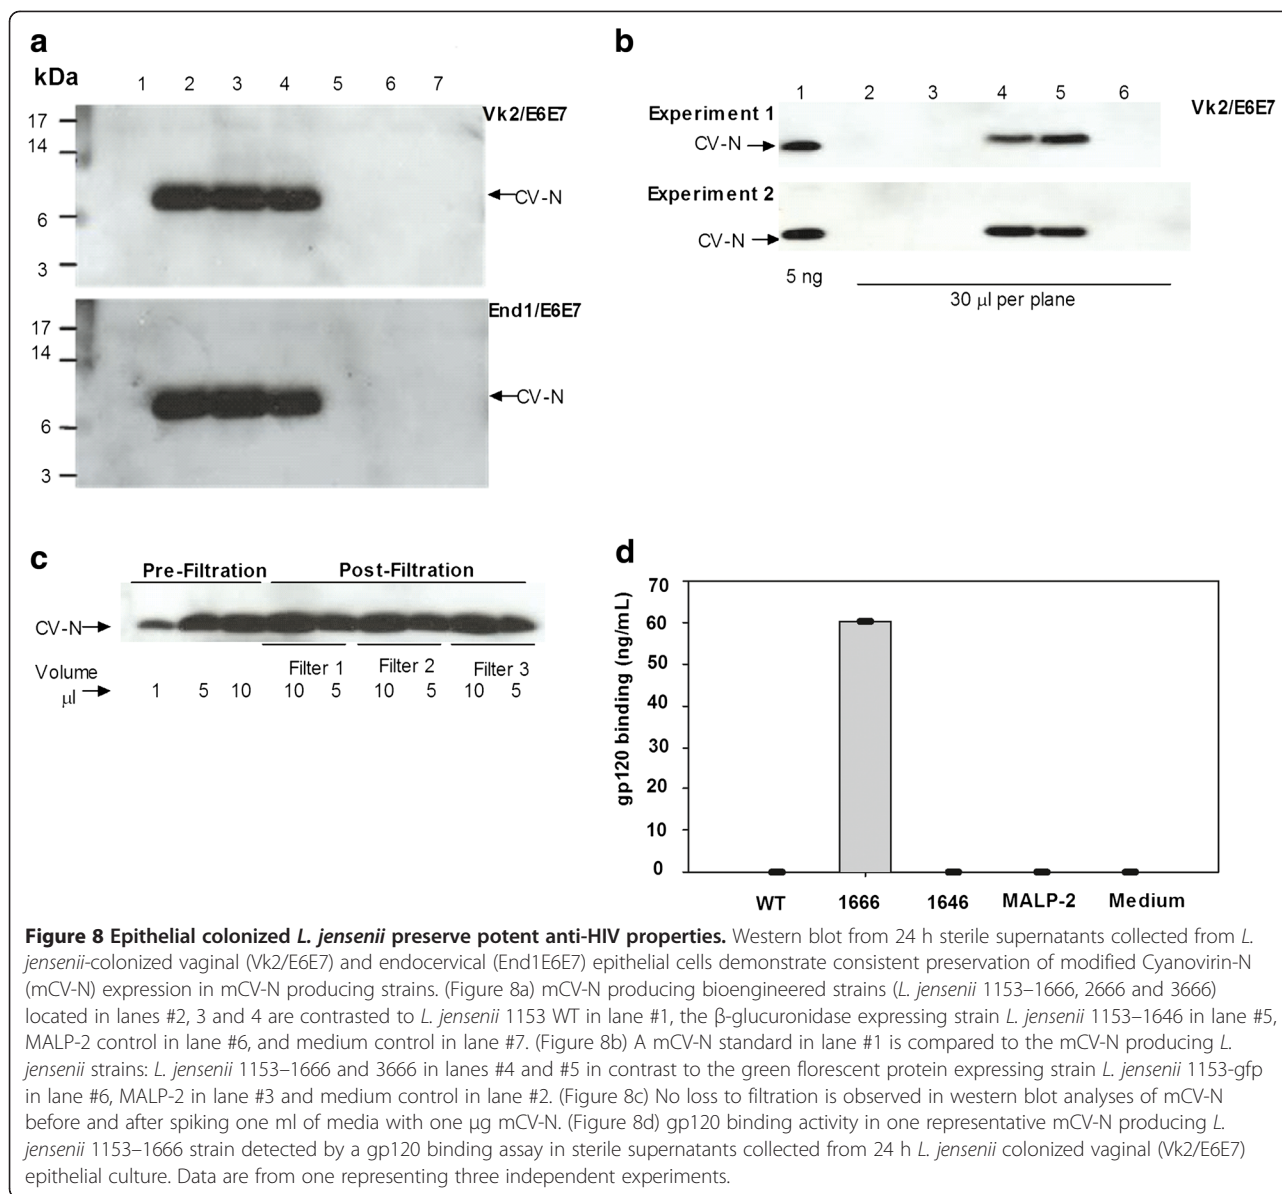 a
kDa
1 2 3 4 5 6 7
Vk2/E6E7
17
14
CV-N
6
3
End1/E6E7
17
14
CV-N
6
3
b
1 2 3 4 5 6
Vk2/E6E7
Experiment 1
CV-N
Experiment 2
CV-N
5 ng
30 µl per plane
c
Pre-Filtration Post-Filtration
CV-N
Filter 1 Filter 2 Filter 3
Volume
µl 1 5 10 10 5 10 5 10 5
d
gp120 binding (ng/mL)
70
60
50
40
30
20
10
0
WT 1666 1646 MALP-2 Medium
Figure 8 Epithelial colonized L. jensenii preserve potent anti-HIV properties. Western blot from 24 h sterile supernatants collected from L.
jensenii-colonized vaginal (Vk2/E6E7) and endocervical (End1E6E7) epithelial cells demonstrate consistent preservation of modified Cyanovirin-N
(mCV-N) expression in mCV-N producing strains. (Figure 8a) mCV-N producing bioengineered strains (L. jensenii 1153–1666, 2666 and 3666)
located in lanes #2, 3 and 4 are contrasted to L. jensenii 1153 WT in lane #1, the β-glucuronidase expressing strain L. jensenii 1153–1646 in lane #5,
MALP-2 control in lane #6, and medium control in lane #7. (Figure 8b) A mCV-N standard in lane #1 is compared to the mCV-N producing L.
jensenii strains: L. jensenii 1153–1666 and 3666 in lanes #4 and #5 in contrast to the green florescent protein expressing strain L. jensenii 1153-gfp
in lane #6, MALP-2 in lane #3 and medium control in lane #2. (Figure 8c) No loss to filtration is observed in western blot analyses of mCV-N
before and after spiking one ml of media with one µg mCV-N. (Figure 8d) gp120 binding activity in one representative mCV-N producing L.
jensenii 1153–1666 strain detected by a gp120 binding assay in sterile supernatants collected from 24 h L. jensenii colonized vaginal (Vk2/E6E7)
epithelial culture. Data are from one representing three independent experiments.